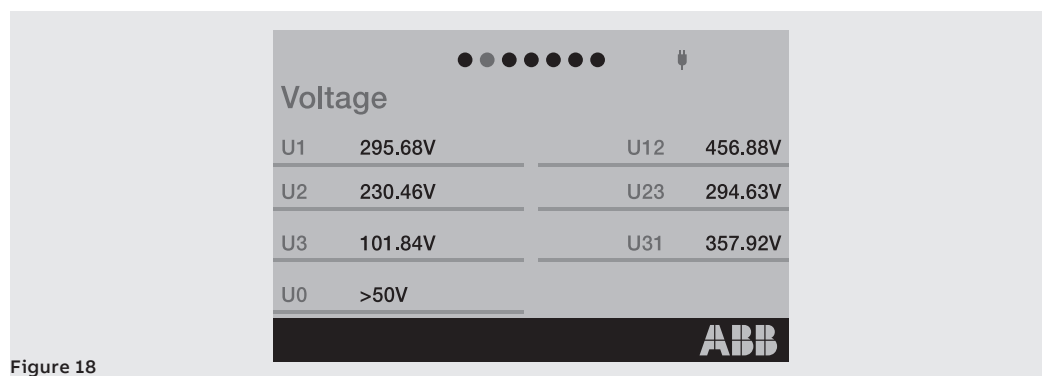 Voltage
U1 295.68V U12 456.88V
U2 230.46V U23 294.63V
U3 101.84V U31 357.92V
U0 >50V
ABB
Figure 18